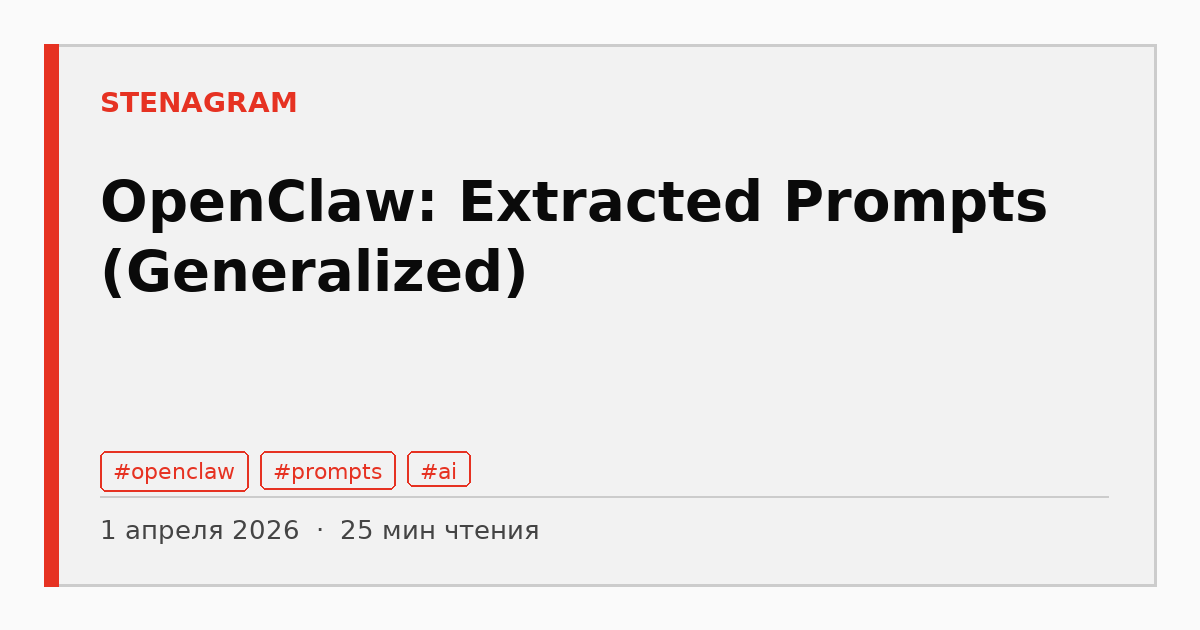 STENAGRAM
OpenClaw: Extracted Prompts
(Generalized)
#openclaw #prompts #ai
1 апреля 2026 · 25 мин чтения